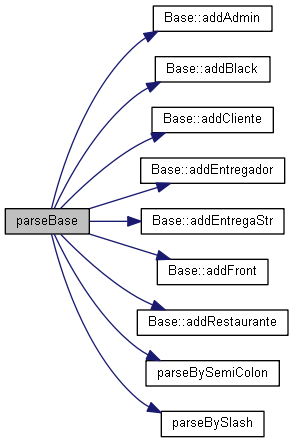 Base::addAdmin
Base::addBlack
Base::addCliente
Base::addEntregador
parseBase
Base::addEntregaStr
Base::addFront
Base::addRestaurante
parseBySemiColon
parseBySlash